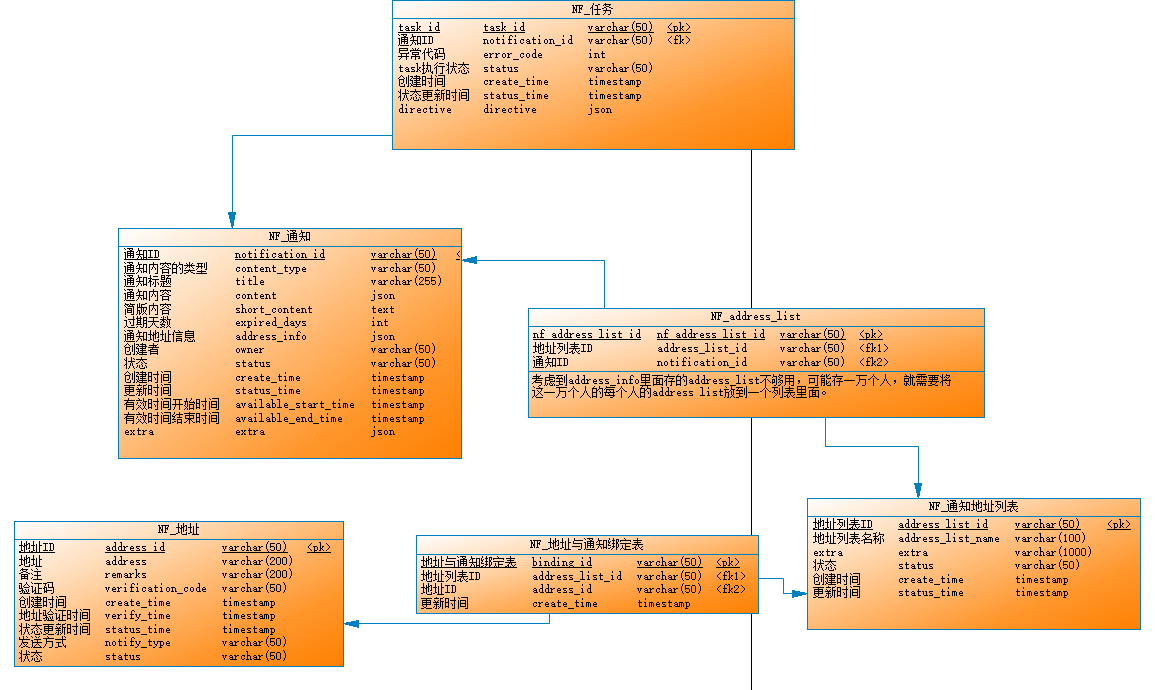 NF_任务
task_id task_id varchar(50) <pk>
通知ID notification_id varchar(50) <fk>
异常代码 error_code int
task执行状态 status varchar(50)
创建时间 create_time timestamp
状态更新时间 status_time timestamp
directive directive json
NF_通知
通知ID notification_id varchar(50) <
通知内容的类型 content_type varchar(50)
通知标题 title varchar(255)
通知内容 content json
简版内容 short_content text
过期天数 expired_days int
通知地址信息 address_info json
创建者 owner varchar(50)
状态 status varchar(50)
创建时间 create_time timestamp
更新时间 status_time timestamp
有效时间开始时间 available_start_time timestamp
有效时间结束时间 available_end_time timestamp
extra extra json
NF_address_list
nf_address_list_id nf_address_list_id varchar(50) <pk>
地址列表ID address_list_id varchar(50) <fk1>
通知ID notification_id varchar(50) <fk2>
考虑到address_info里面存的address_list不够用，可能存一万个人，就需要将
这一万个人的每个人的address list放到一个列表里面。
NF_通知地址列表
地址列表ID address_list_id varchar(50) <pk>
地址列表名称 address_list_name varchar(100)
extra extra varchar(1000)
状态 status varchar(50)
创建时间 create_time timestamp
更新时间 status_time timestamp
NF_地址
地址ID address_id varchar(50) <pk>
地址 address varchar(200)
备注 remarks varchar(200)
验证码 verification_code varchar(50)
创建时间 create_time timestamp
地址验证时间 verify_time timestamp
状态更新时间 status_time timestamp
发送方式 notify_type varchar(50)
状态 status varchar(50)
NF_地址与通知绑定表
地址与通知绑定表 binding_id varchar(50) <pk>
地址列表ID address_list_id varchar(50) <fk1>
地址ID address_id varchar(50) <fk2>
更新时间 create_time timestamp